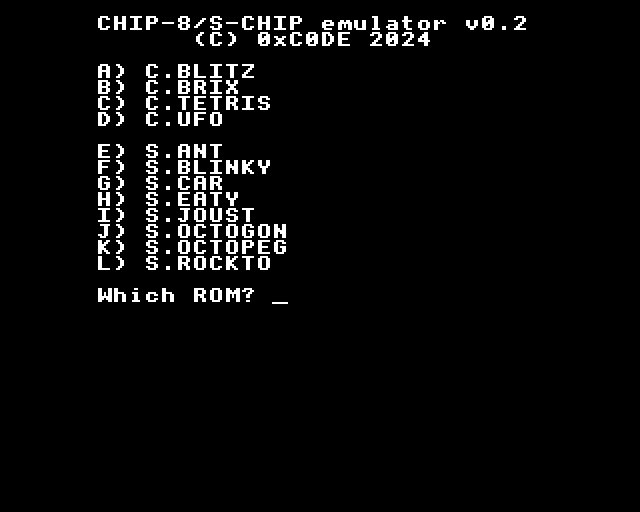 CHIP-8/S-CHIP emulator v0.2
(C) 0xC0DE 2024
A) C.BLITZ
B) C.BRIX
C) C.TETRIS
D) C.UFO
E) S.ANT
F) S.BLINKY
G) S.CAR
H) S.EATY
I) S.JOUST
J) S.OCTOGON
K) S.OCTOPEG
L) S.ROCKTO
Which ROM? _